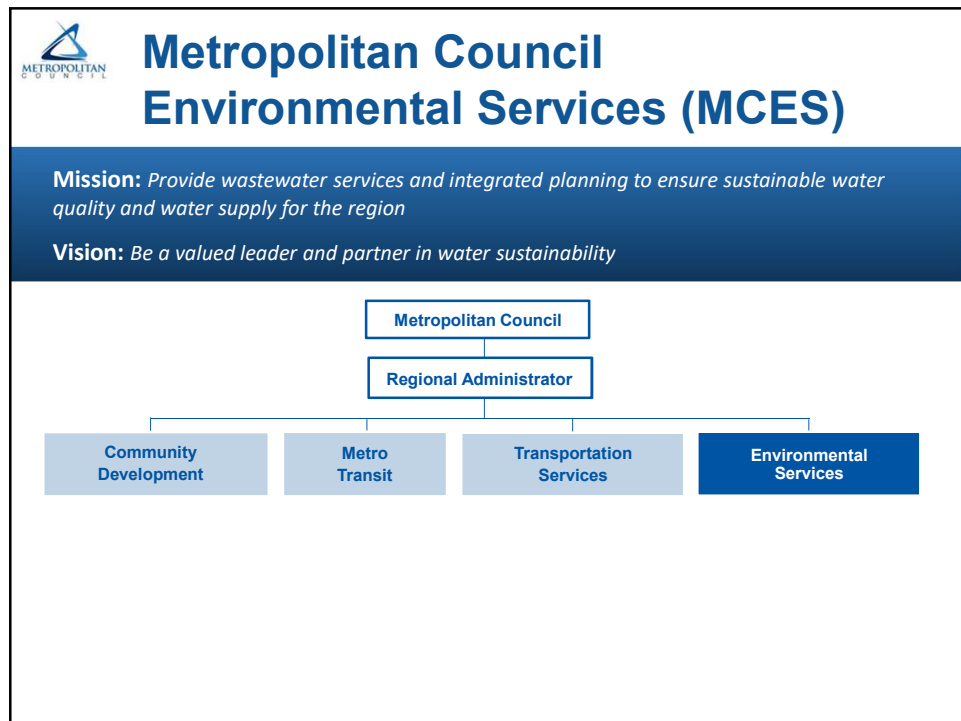 METROPOLITAN
COUNCIL
Metropolitan Council
Environmental Services (MCES)
Mission: Provide wastewater services and integrated planning to ensure sustainable water
quality and water supply for the region
Vision: Be a valued leader and partner in water sustainability
Metropolitan Council
Regional Administrator
Community
Development
Metro
Transit
Transportation
Services
Environmental
Services